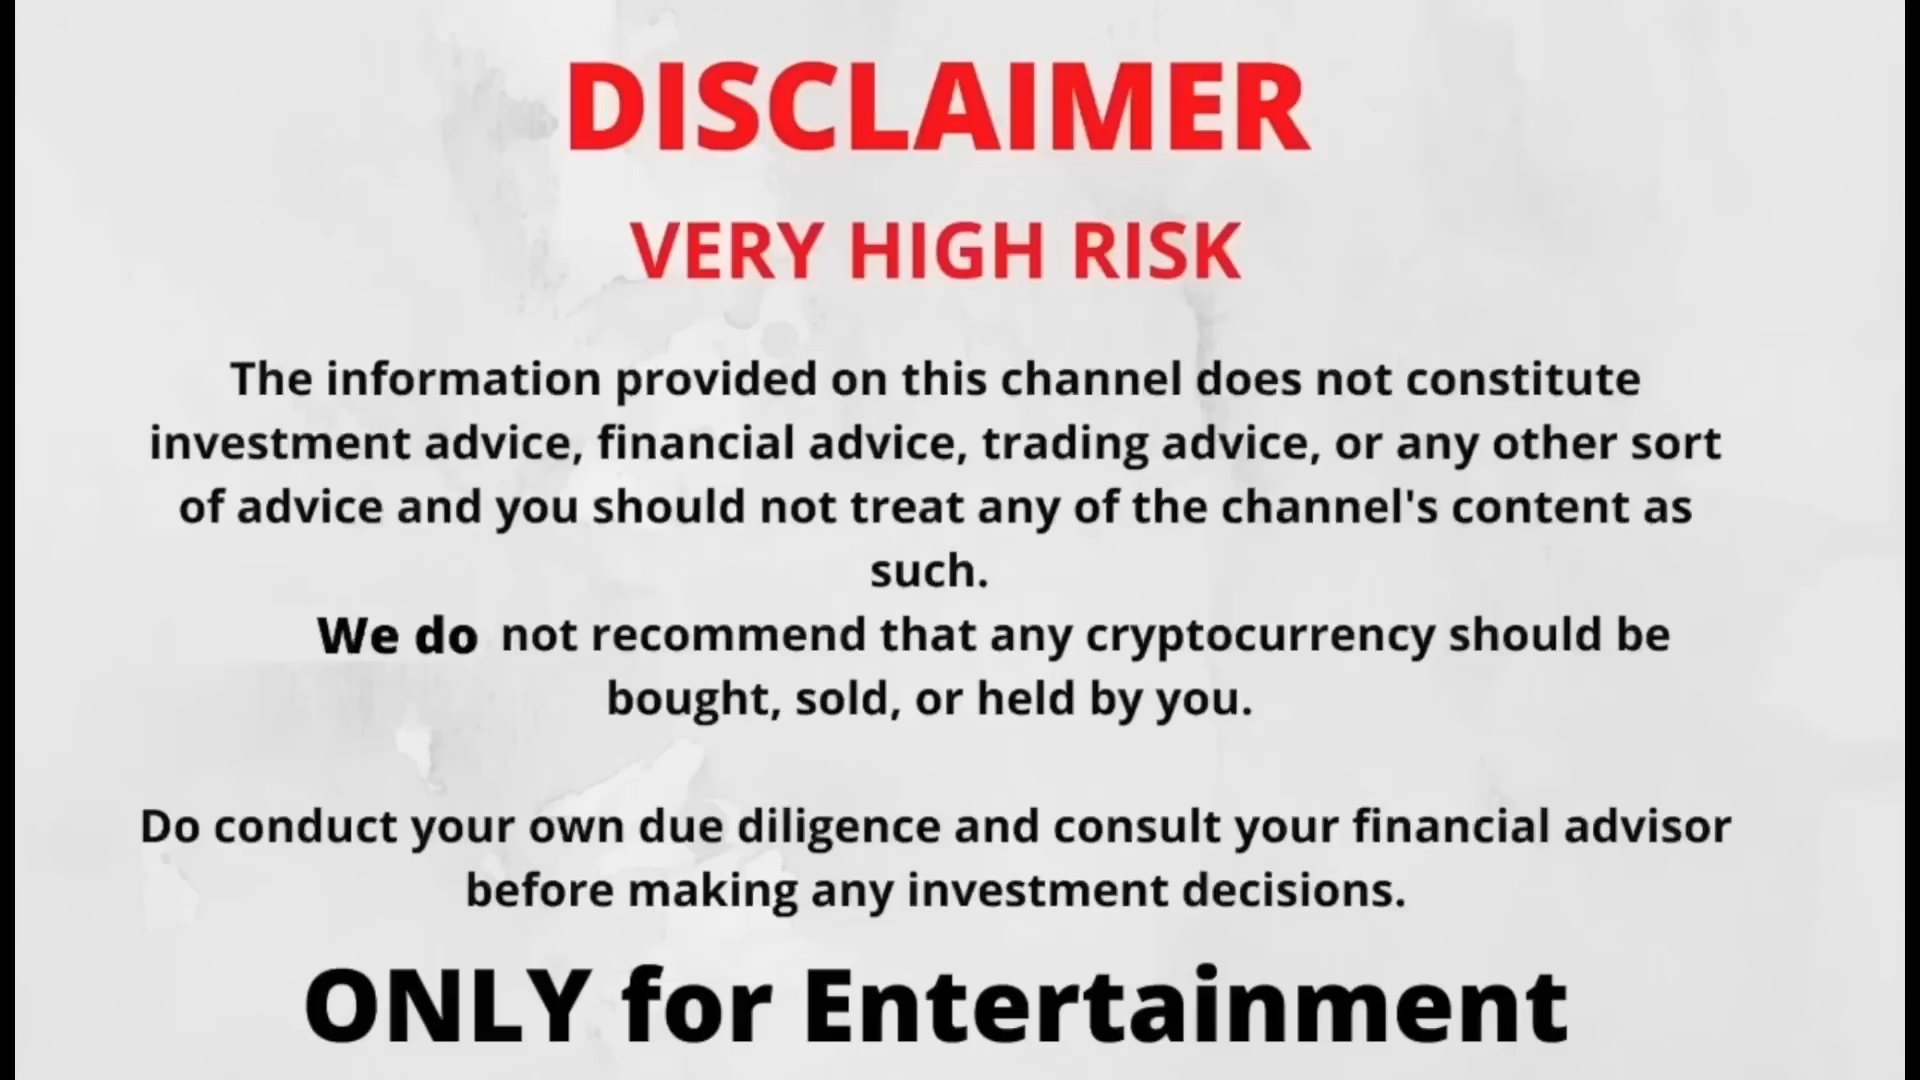 DISCLAIMER
VERY HIGH RISK
The information provided on this channel does not constitute
investment advice, financial advice, trading advice, or any other sort
of advice and you should not treat any of the channel's content as
such.
We do not recommend that any cryptocurrency should be
bought, sold, or held by you.
Do conduct your own due diligence and consult your financial advisor
before making any investment decisions.
ONLY for Entertainment